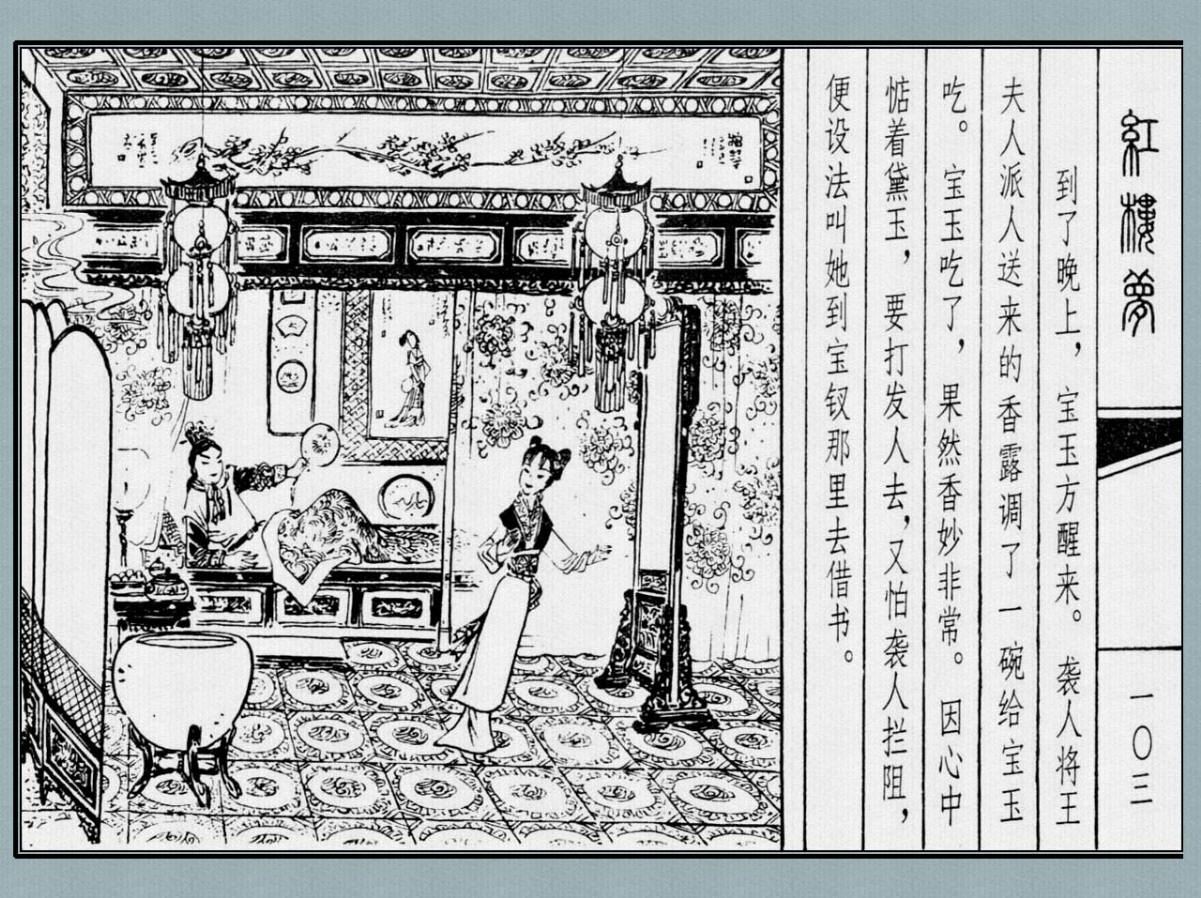 紅樓夢
一〇三
到了晚上，宝玉方醒来。袭人将王
夫人派人送来的香露调了一碗给宝玉
吃。宝玉吃了，果然香妙非常。因心中
惦着黛玉，要打发人去，又怕袭人拦阻，
便设法叫她到宝钗那里去借书。